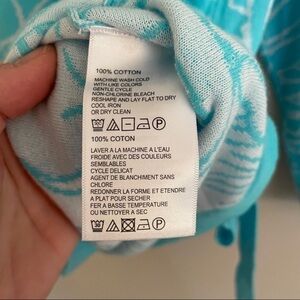 100% COTTON
MACHINE WASH COLD
WITH LIKE COLORS
GENTLE CYCLE
NON-CHLORINE BLEACH
RESHAPE AND LAY FLAT TO DRY
COOL IRON
OR DRY CLEAN
100% COTON
LAVER A LA MACHINE A L'EAU
FROIDE AVEC DES COULEURS
SEMBLABLES
CYCLE DELICAT
AGENT DE BLANCHIMENT SANS
CHLORE
REDONNER LA FORME ET ETENDRE
A PLAT POUR SECHER
FER A BASSE TEMPERATURE
OU NETTOYER A SEC